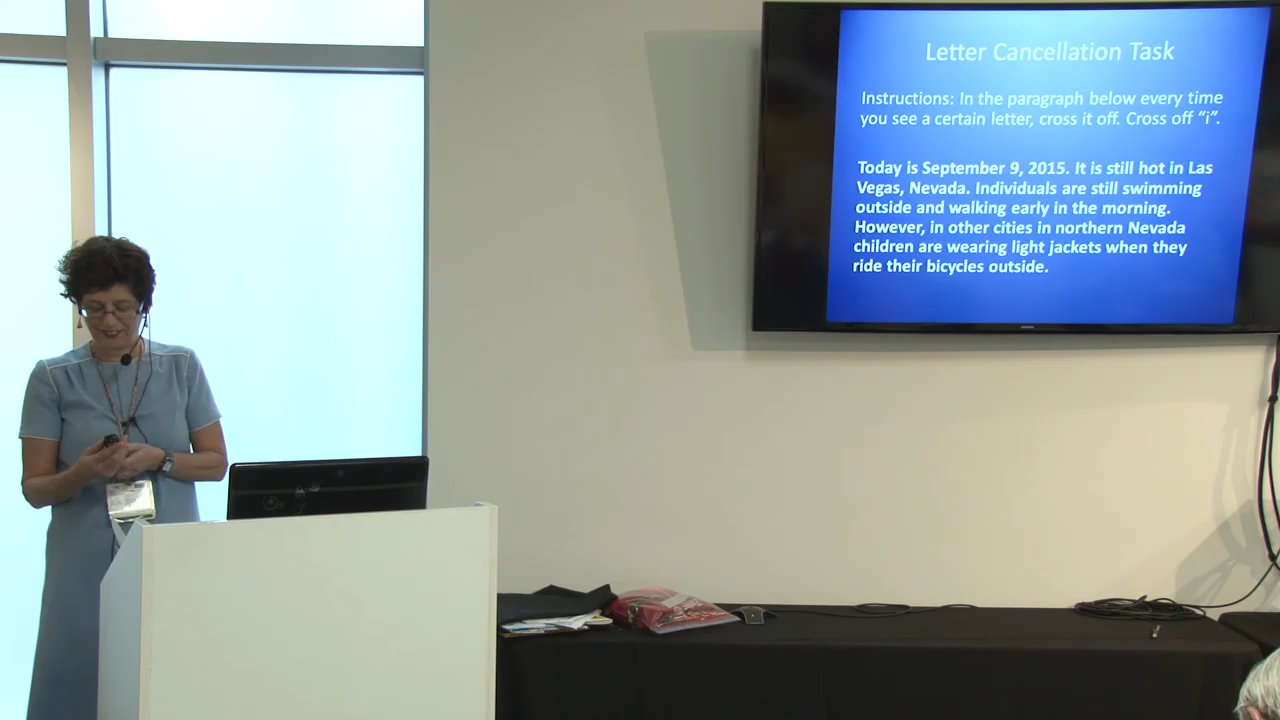 Letter Cancellation Task
Instructions: In the paragraph below every time
you see a certain letter, cross it off. Cross off “i”.
Today is September 9, 2015. It is still hot in Las
Vegas, Nevada. Individuals are still swimming
outside and walking early in the morning.
However, in other cities in northern Nevada
children are wearing light jackets when they
ride their bicycles outside.